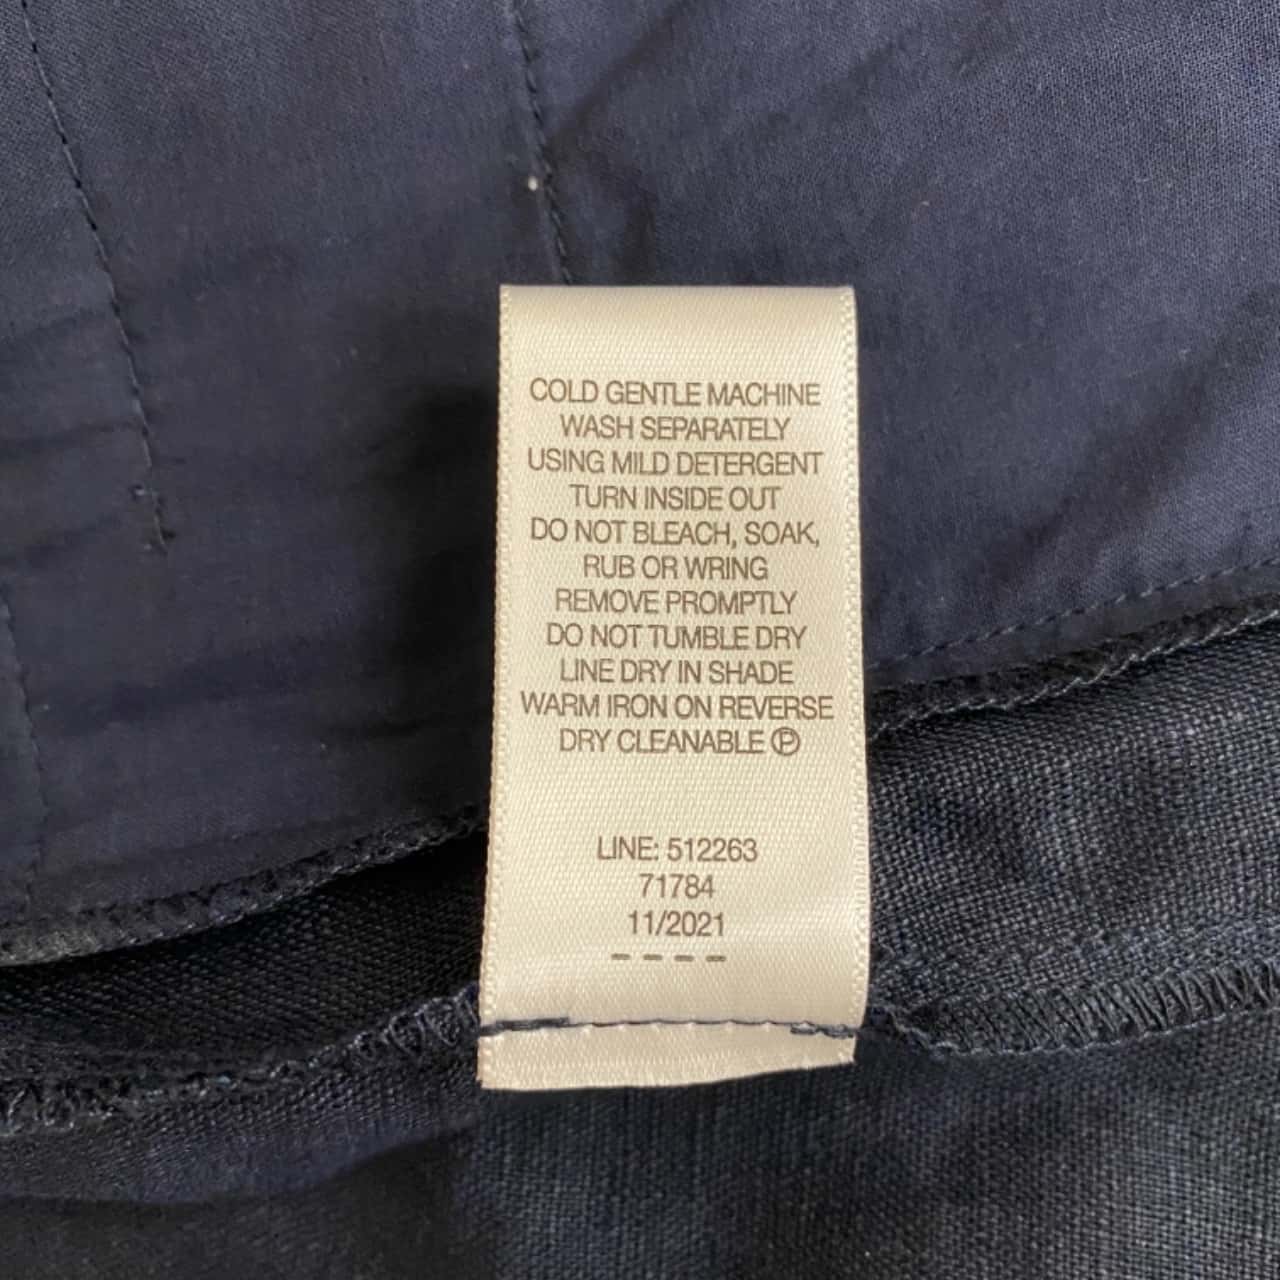 COLD GENTLE MACHINE
WASH SEPARATELY
USING MILD DETERGENT
TURN INSIDE OUT
DO NOT BLEACH, SOAK,
RUB OR WRING
REMOVE PROMPTLY
DO NOT TUMBLE DRY
LINE DRY IN SHADE
WARM IRON ON REVERSE
DRY CLEANABLE Ⓟ
LINE: 512263
71784
11/2021
– – – –